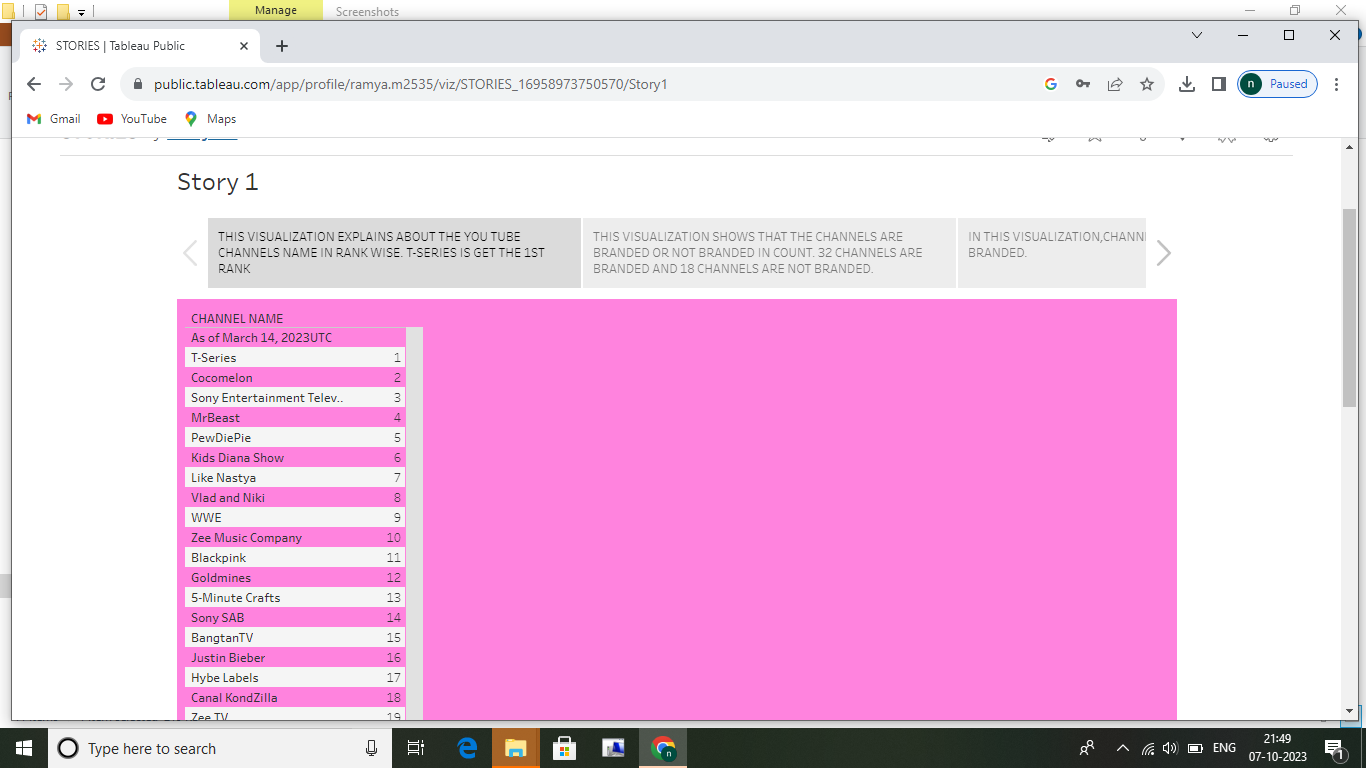 Manage
Screenshots
STORIES | Tableau Public
public.tableau.com/app/profile/ramya.m2535/viz/STORIES_16958973750570/Story1
n
Paused
Gmail
YouTube
Maps
Story 1
THIS VISUALIZATION EXPLAINS ABOUT THE YOU TUBE
CHANNELS NAME IN RANK WISE. T-SERIES IS GET THE 1ST
RANK
THIS VISUALIZATION SHOWS THAT THE CHANNELS ARE
BRANDED OR NOT BRANDED IN COUNT. 32 CHANNELS ARE
BRANDED AND 18 CHANNELS ARE NOT BRANDED.
IN THIS VISUALIZATION,CHANN
BRANDED.
CHANNEL NAME
As of March 14, 2023UTC
T-Series 1
Cocomelon 2
Sony Entertainment Telev.. 3
MrBeast 4
PewDiePie 5
Kids Diana Show 6
Like Nastya 7
Vlad and Niki 8
WWE 9
Zee Music Company 10
Blackpink 11
Goldmines 12
5-Minute Crafts 13
Sony SAB 14
BangtanTV 15
Justin Bieber 16
Hybe Labels 17
Canal KondZilla 18
Zee TV 19
Type here to search
n
ENG
21:49
07-10-2023
1